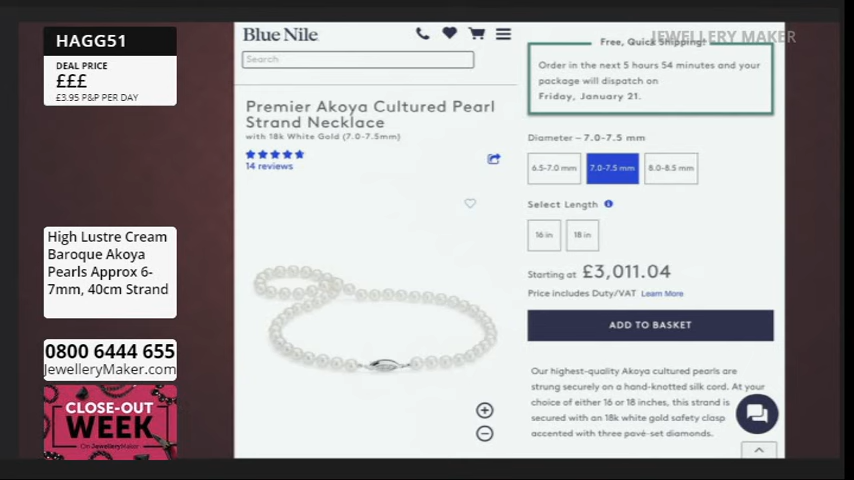 HAGG51
DEAL PRICE
£££
£3.95 P&P PER DAY
High Lustre Cream
Baroque Akoya
Pearls Approx 6-
7mm, 40cm Strand
0800 6444 655
JewelleryMaker.com
CLOSE-OUT
WEEK
On JewelleryMaker
Blue Nile
Search
Premier Akoya Cultured Pearl
Strand Necklace
with 18k White Gold (7.0-7.5mm)
14 reviews
JEWELLERY MAKER
Free, Quick Shipping!
Order in the next 5 hours 54 minutes and your
package will dispatch on
Friday, January 21.
Diameter – 7.0-7.5 mm
6.5-7.0 mm 7.0-7.5 mm 8.0-8.5 mm
Select Length
16 in 18 in
Starting at £3,011.04
Price includes Duty/VAT Learn More
ADD TO BASKET
Our highest-quality Akoya cultured pearls are
strung securely on a hand-knotted silk cord. At your
choice of either 16 or 18 inches, this strand is
secured with an 18k white gold safety clasp
accented with three pavé-set diamonds.